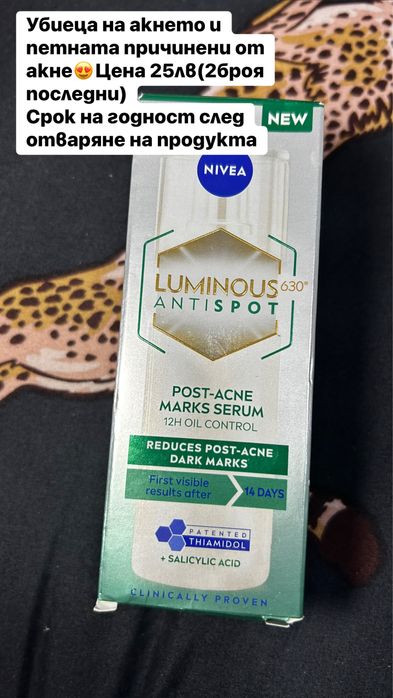 Убиеца на акнето и
петната причинени от
акне😍Цена 25лв(2броя
последни)
Срок на годност след
отваряне на продукта
NEW
NIVEA
LUMINOUS630®
ANTISPOT
POST-ACNE
MARKS SERUM
12H OIL CONTROL
REDUCES POST-ACNE
DARK MARKS
First visible
results after
14 DAYS
PATENTED
THIAMIDOL
+ SALICYLIC ACID
CLINICALLY PROVEN